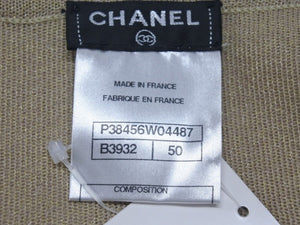 CHANEL
MADE IN FRANCE
FABRIQUE EN FRANCE
P38456W04487
B3932 50
COMPOSITION